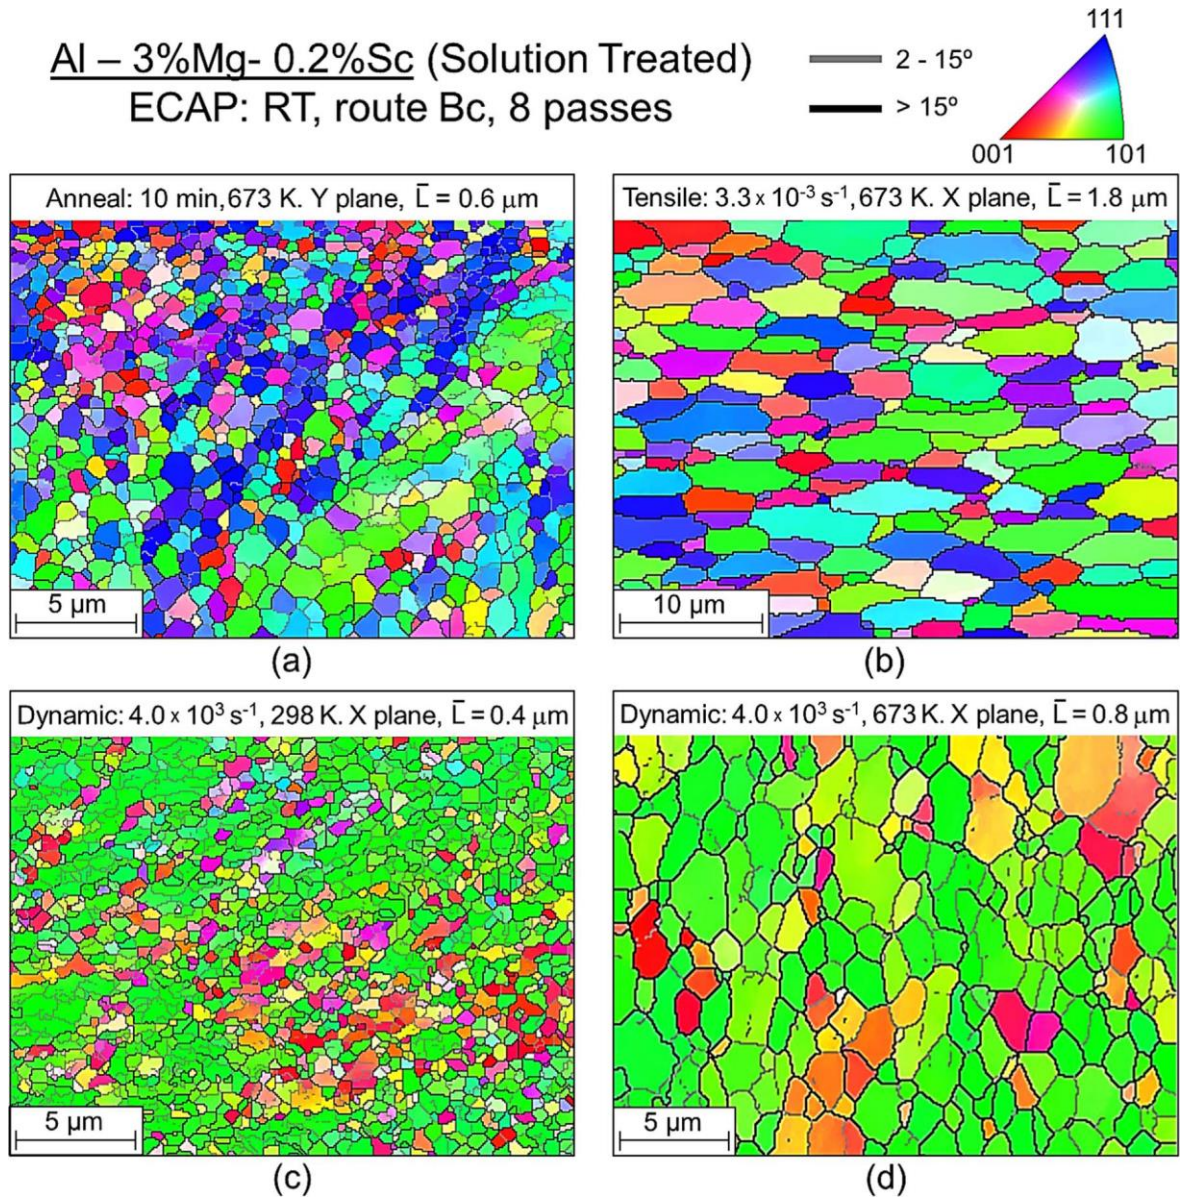 Al – 3%Mg- 0.2%Sc (Solution Treated)
ECAP: RT, route Bc, 8 passes
2 - 15º
> 15º
111
001
101
Anneal: 10 min,673 K. Y plane, L̄ = 0.6 μm
5 μm
(a)
Tensile: 3.3 x 10⁻³ s⁻¹,673 K. X plane, L̄ = 1.8 μm
10 μm
(b)
Dynamic: 4.0 x 10³ s⁻¹, 298 K. X plane, L̄ = 0.4 μm
5 μm
(c)
Dynamic: 4.0 x 10³ s⁻¹, 673 K. X plane, L̄ = 0.8 μm
5 μm
(d)